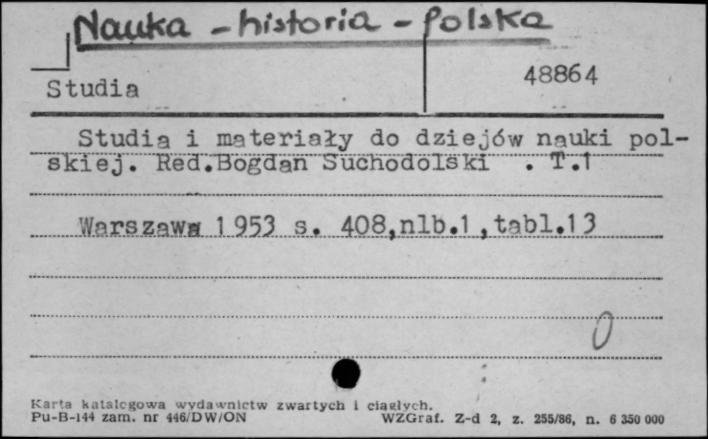 Nauka - historia - Polska
48864
Studia
Studia i materiały do dziejów nauki pol-
skiej. Red.Bogdan Suchodolski . T.1
Warszawa 1953 s. 408,nlb.1,tabl.13
0
Karta katalogowa wydawnictw zwartych i ciągłych.
Pu-B-144 zam. nr 446/DW/ON WZGraf. Z-d 2, z. 255/86, n. 6 350 000